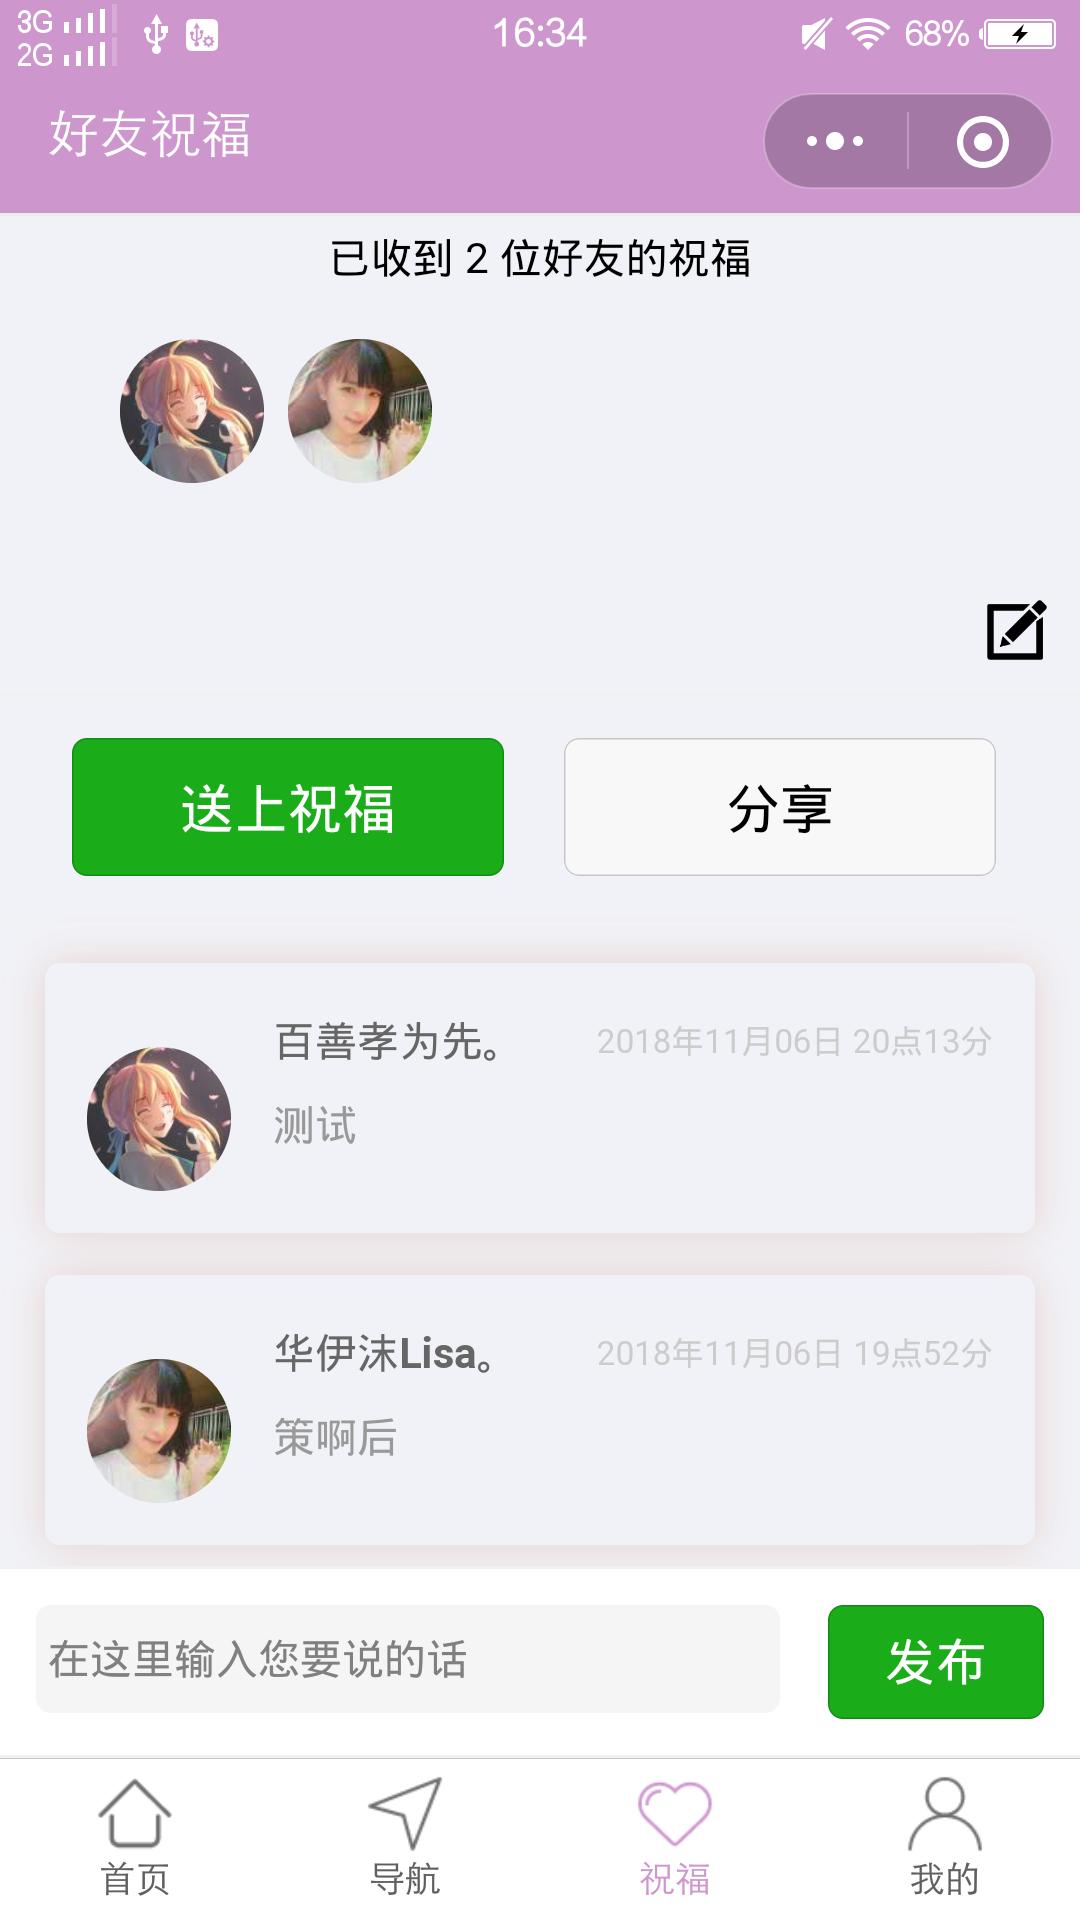 3G
2G
16:34
68%
好友祝福
已收到 2 位好友的祝福
送上祝福
分享
百善孝为先。
2018年11月06日 20点13分
测试
华伊沫Lisa。
2018年11月06日 19点52分
策啊后
在这里输入您要说的话
发布
首页
导航
祝福
我的